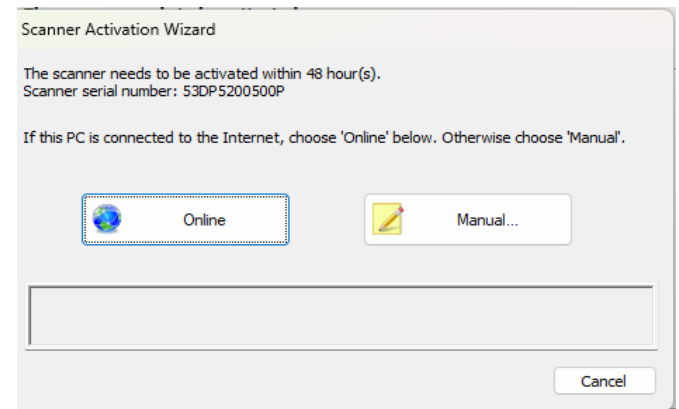 Scanner Activation Wizard
The scanner needs to be activated within 48 hour(s).
Scanner serial number: 53DP5200500P
If this PC is connected to the Internet, choose 'Online' below. Otherwise choose 'Manual'.
Online
Manual...
Cancel